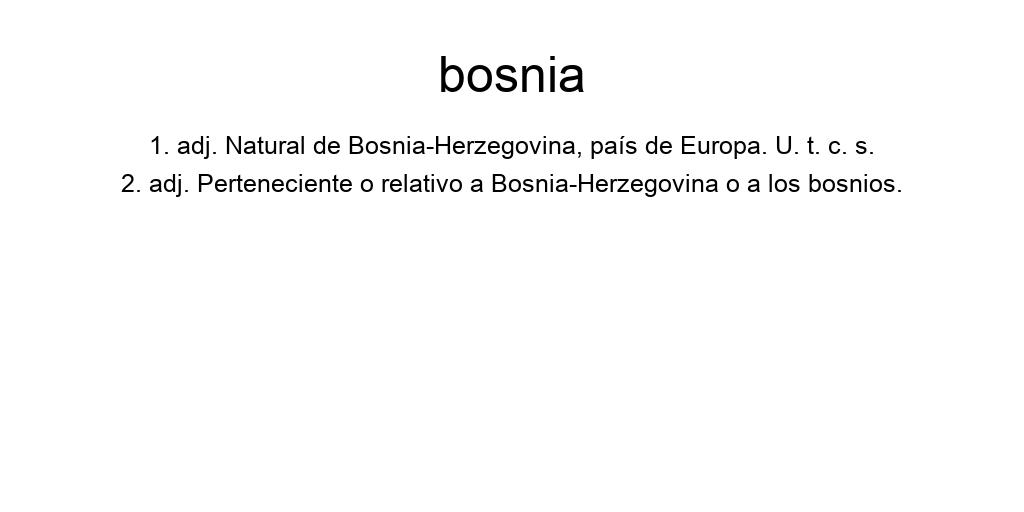 bosnia
1. adj. Natural de Bosnia-Herzegovina, país de Europa. U. t. c. s.
2. adj. Perteneciente o relativo a Bosnia-Herzegovina o a los bosnios.